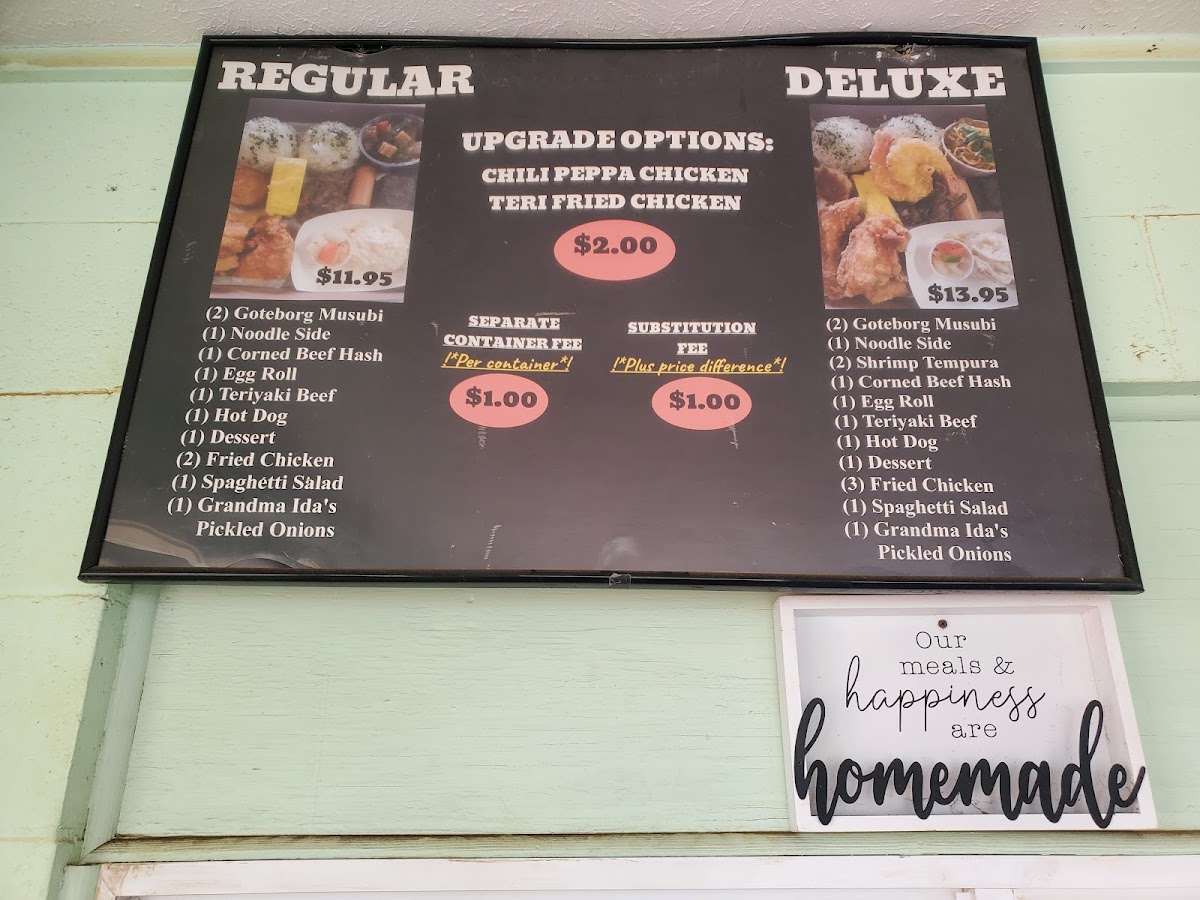 REGULAR
$11.95
(2) Goteborg Musubi
(1) Noodle Side
(1) Corned Beef Hash
(1) Egg Roll
(1) Teriyaki Beef
(1) Hot Dog
(1) Dessert
(2) Fried Chicken
(1) Spaghetti Salad
(1) Grandma Ida's
Pickled Onions
UPGRADE OPTIONS:
CHILI PEPPA CHICKEN
TERI FRIED CHICKEN
$2.00
SEPARATE
CONTAINER FEE
!*Per container*!
$1.00
SUBSTITUTION
FEE
!*Plus price difference*!
$1.00
DELUXE
$13.95
(2) Goteborg Musubi
(1) Noodle Side
(2) Shrimp Tempura
(1) Corned Beef Hash
(1) Egg Roll
(1) Teriyaki Beef
(1) Hot Dog
(1) Dessert
(3) Fried Chicken
(1) Spaghetti Salad
(1) Grandma Ida's
Pickled Onions
Our
meals &
happiness
are
homemade